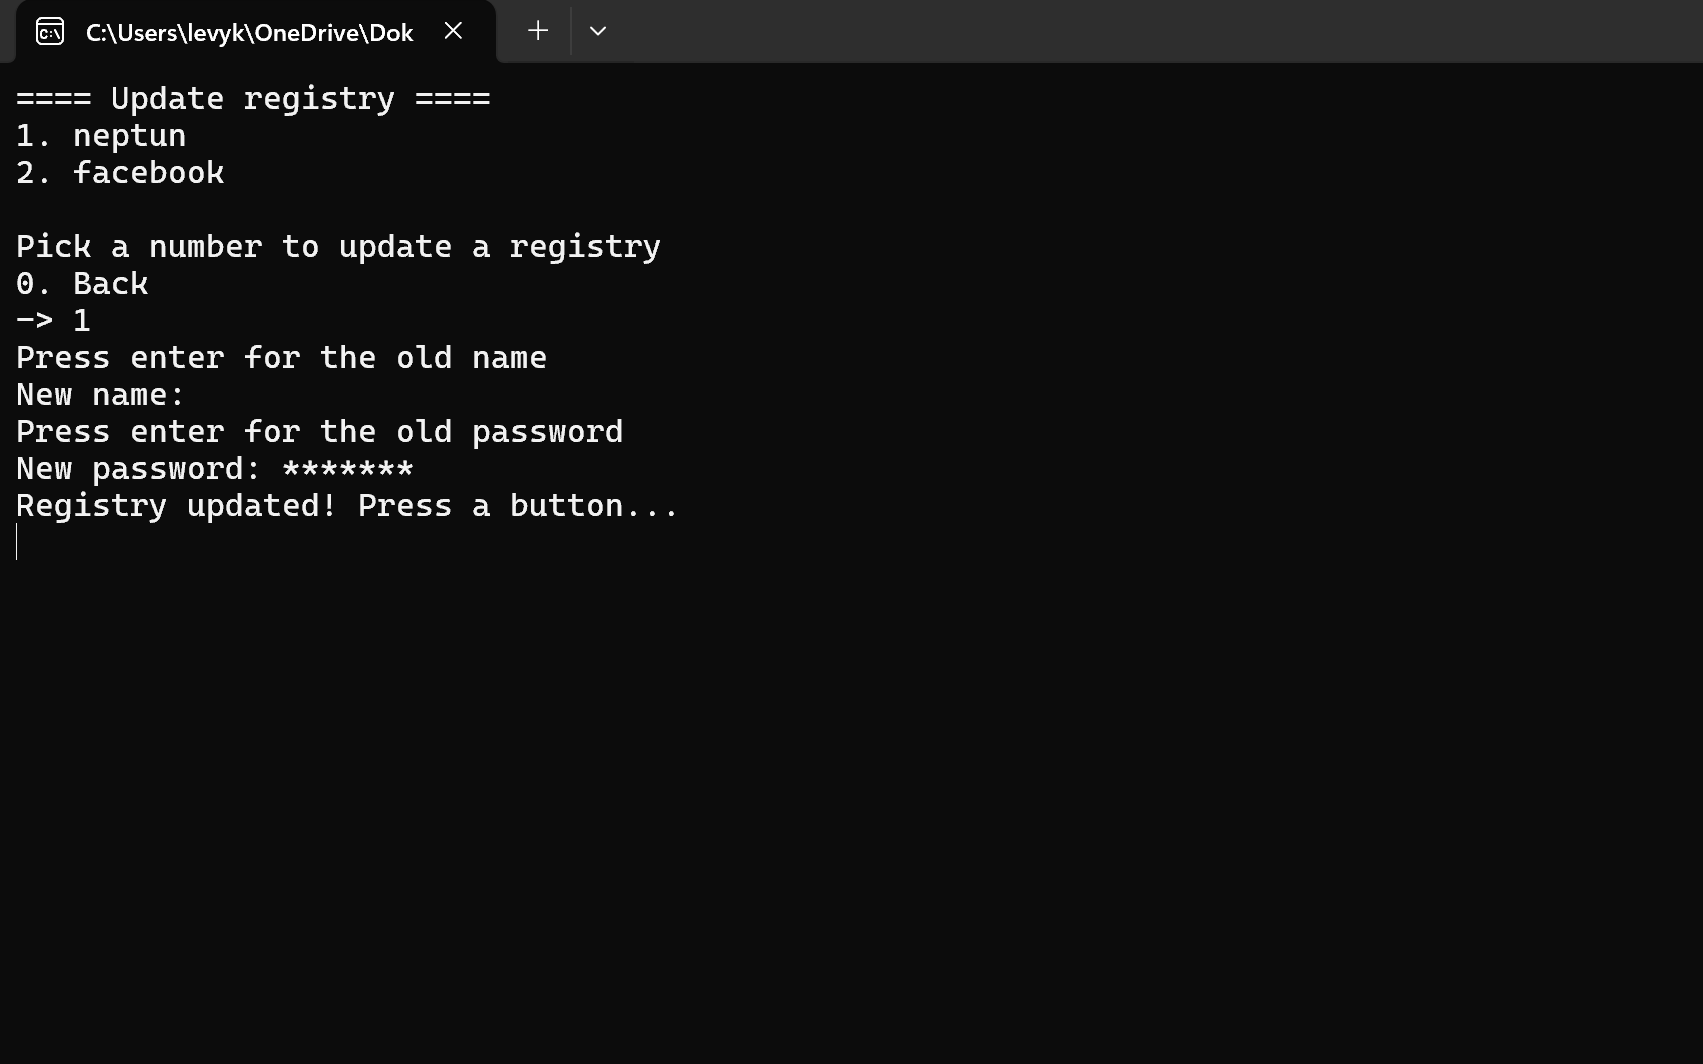 C:\Users\levyk\OneDrive\Dok
==== Update registry ====
1. neptun
2. facebook
Pick a number to update a registry
0. Back
-> 1
Press enter for the old name
New name:
Press enter for the old password
New password: *******
Registry updated! Press a button...